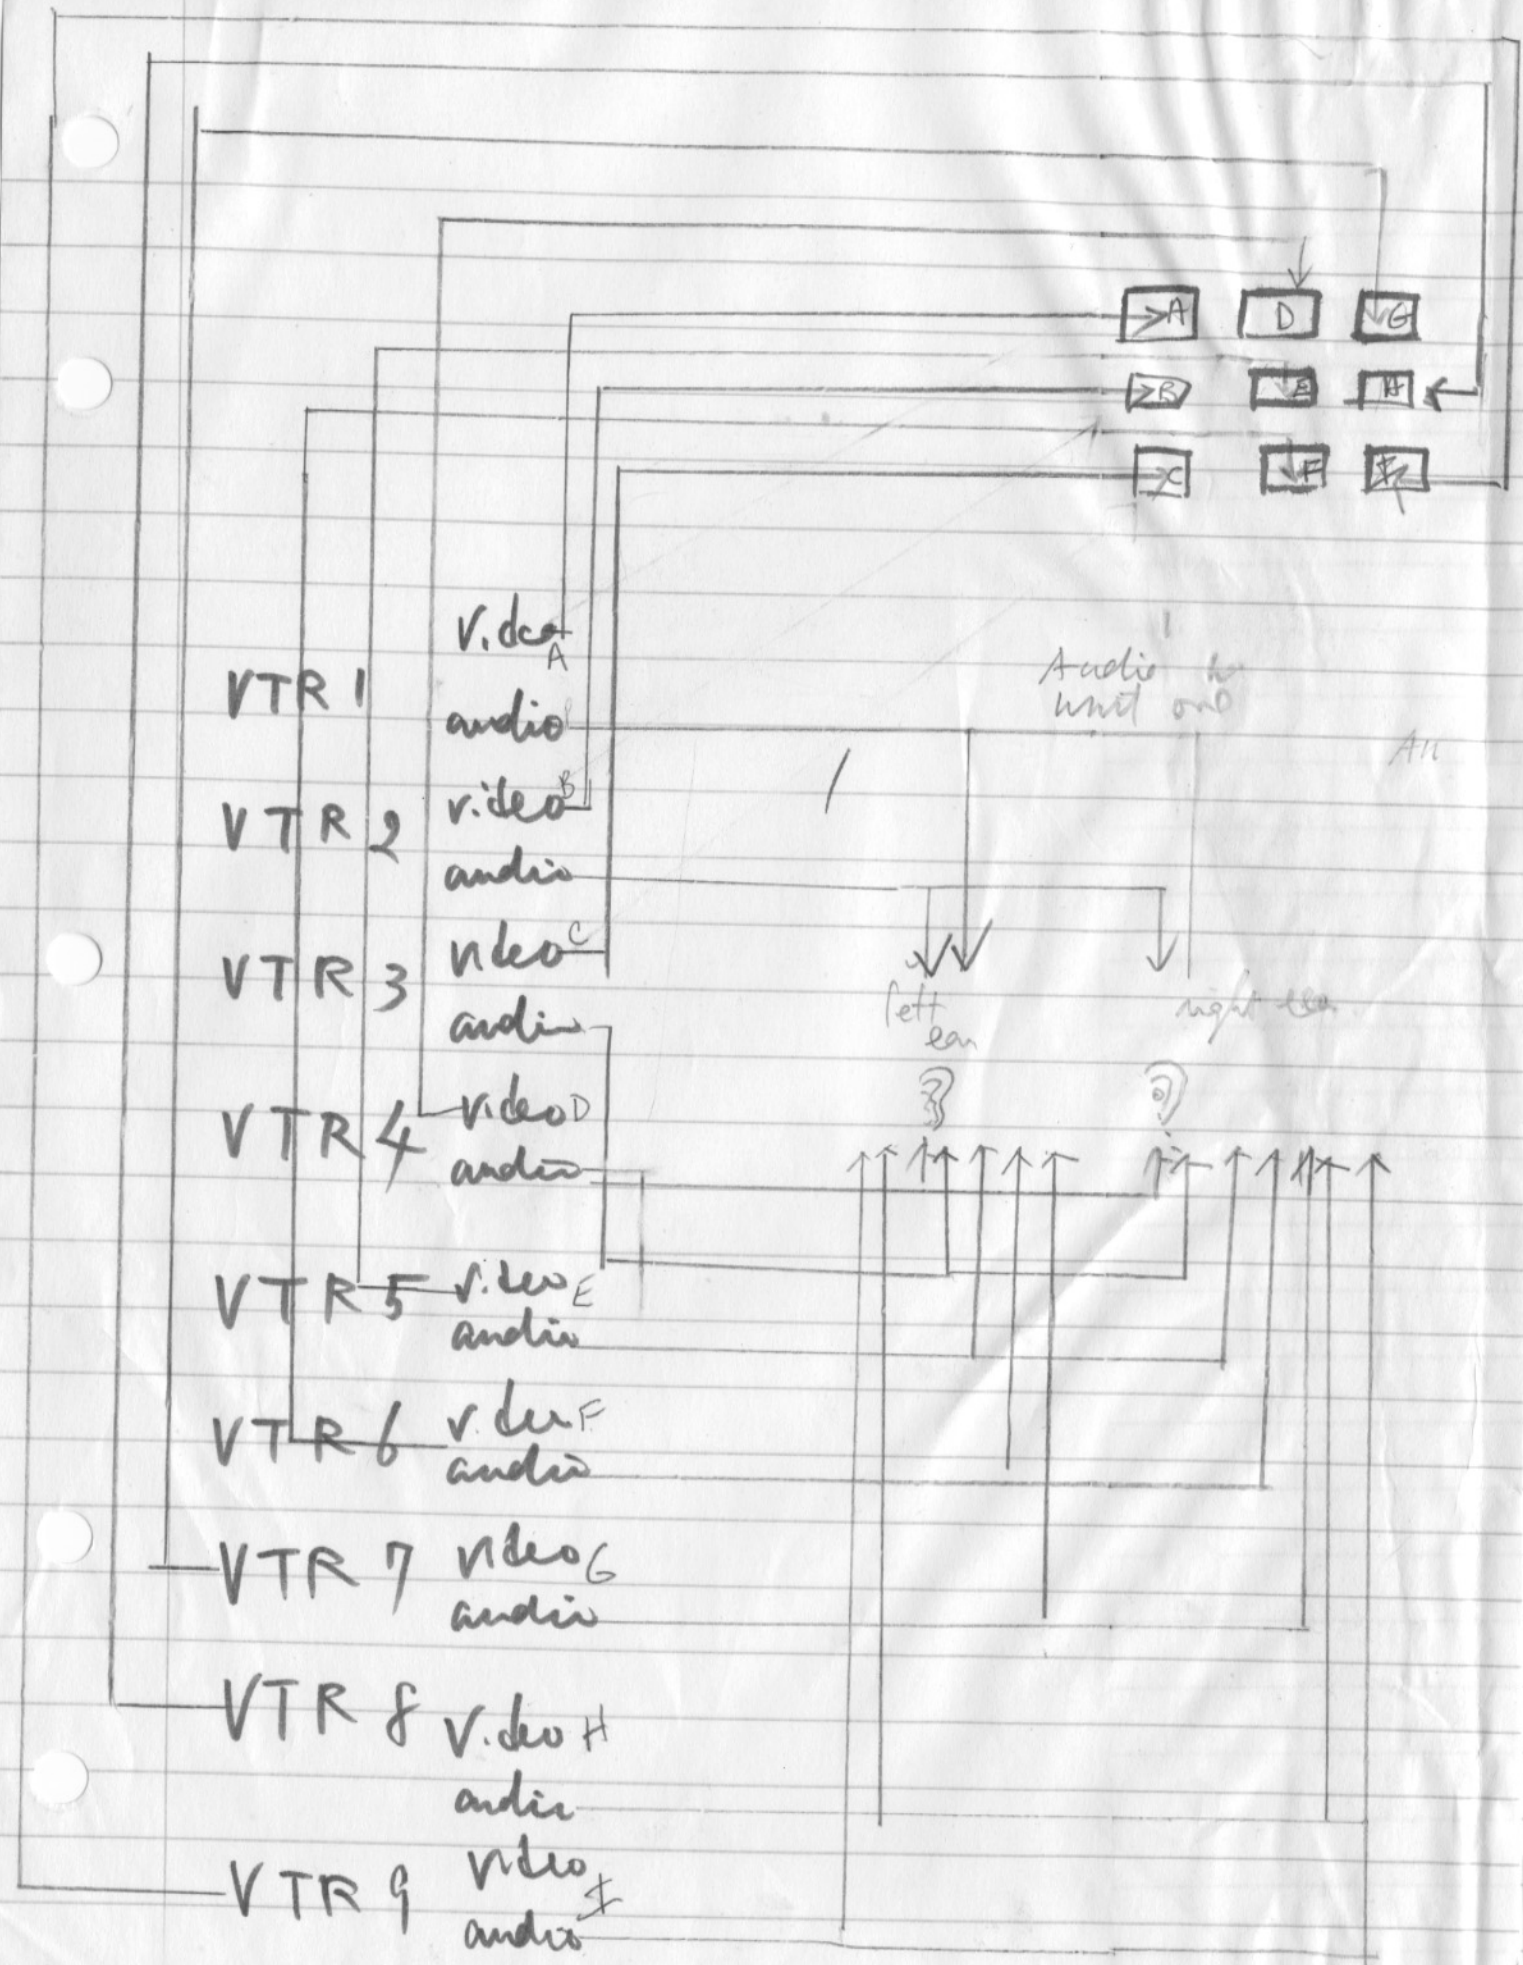 A D G
B E H
C F I
Video A
VTR 1
audio
Audio to
unit one
All
video B
VTR 2
audio
video C
VTR 3
audio
left
ear
right ear
VTR 4 video D
audio
VTR 5 video E
audio
VTR 6 video F
audio
VTR 7 video G
audio
VTR 8 Video H
audio
VTR 9 video I
audio